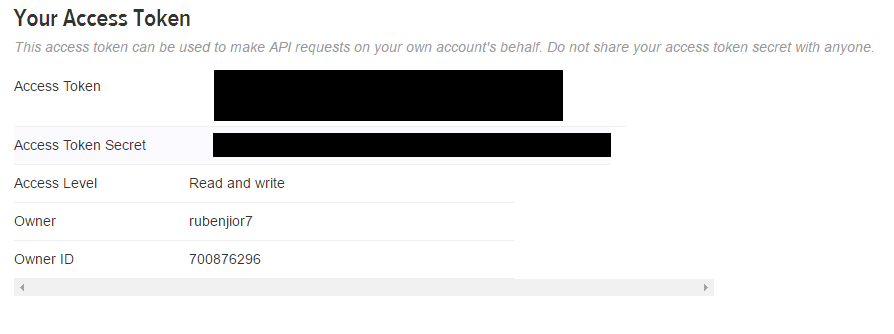 Your Access Token
This access token can be used to make API requests on your own account's behalf. Do not share your access token secret with anyone.
Access Token
Access Token Secret
Access Level Read and write
Owner rubenjior7
Owner ID 700876296